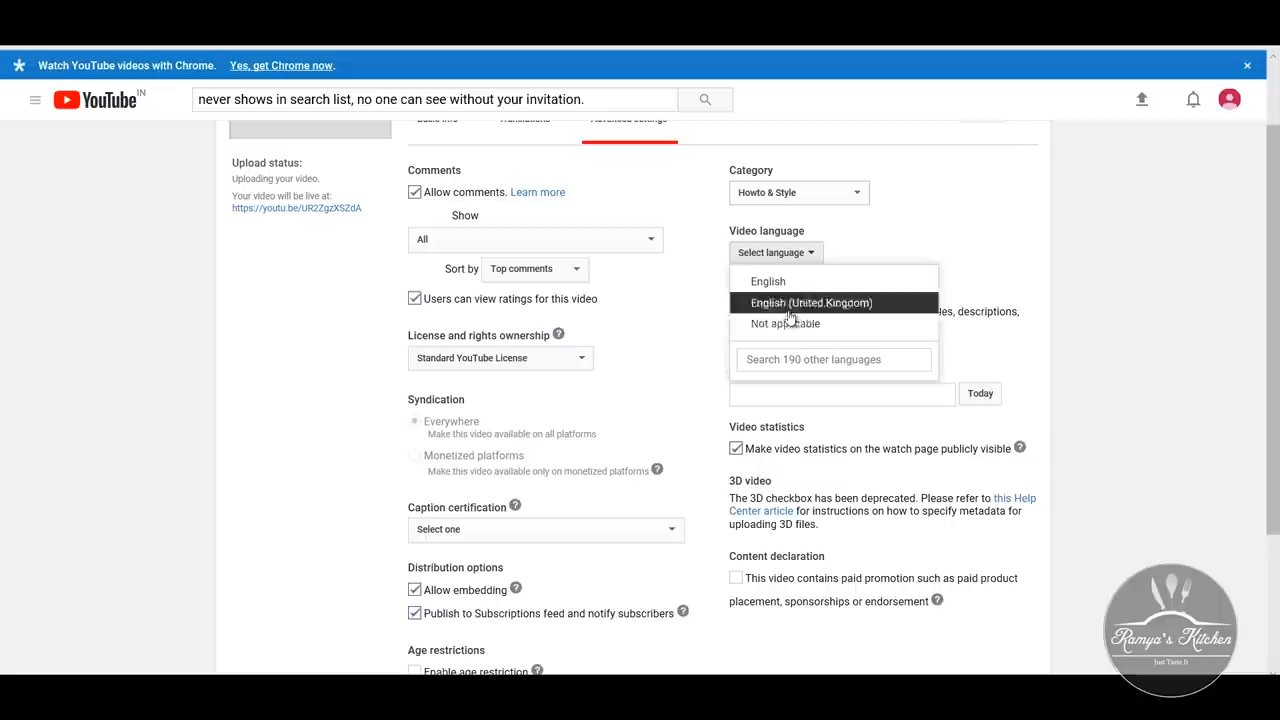 Watch YouTube videos with Chrome. Yes, get Chrome now.
YouTube IN
never shows in search list, no one can see without your invitation.
Upload status:
Uploading your video.
Your video will be live at:
https://youtu.be/UR2ZgzXSZdA
Basic info Translations Advanced settings
Comments
Allow comments. Learn more
Show
All
Sort by Top comments
Users can view ratings for this video
License and rights ownership ?
Standard YouTube License
Syndication
Everywhere
Make this video available on all platforms
Monetized platforms
Make this video available only on monetized platforms ?
Caption certification ?
Select one
Distribution options
Allow embedding ?
Publish to Subscriptions feed and notify subscribers ?
Age restrictions
Enable age restriction ?
Category
Howto & Style
Video language
Select language
English
English (United Kingdom)
les, descriptions,
Not applicable
Search 190 other languages
Today
Video statistics
Make video statistics on the watch page publicly visible ?
3D video
The 3D checkbox has been deprecated. Please refer to this Help
Center article for instructions on how to specify metadata for
uploading 3D files.
Content declaration
This video contains paid promotion such as paid product
placement, sponsorships or endorsement ?
Ramya's Kitchen
Just Taste It